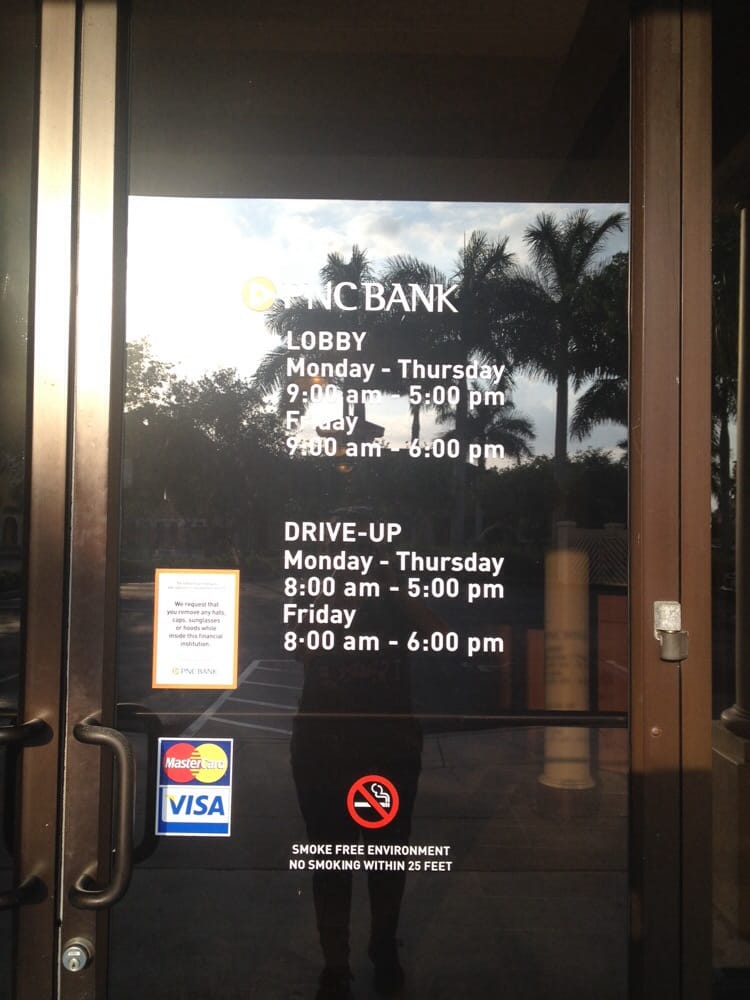 PNC BANK
LOBBY
Monday - Thursday
9:00 am - 5:00 pm
Friday
9:00 am - 6:00 pm
DRIVE-UP
Monday - Thursday
8:00 am - 5:00 pm
Friday
8:00 am - 6:00 pm
We request that
you remove any hats,
caps, sunglasses
or hoods while
inside this financial
institution.
PNC BANK
MasterCard
VISA
SMOKE FREE ENVIRONMENT
NO SMOKING WITHIN 25 FEET